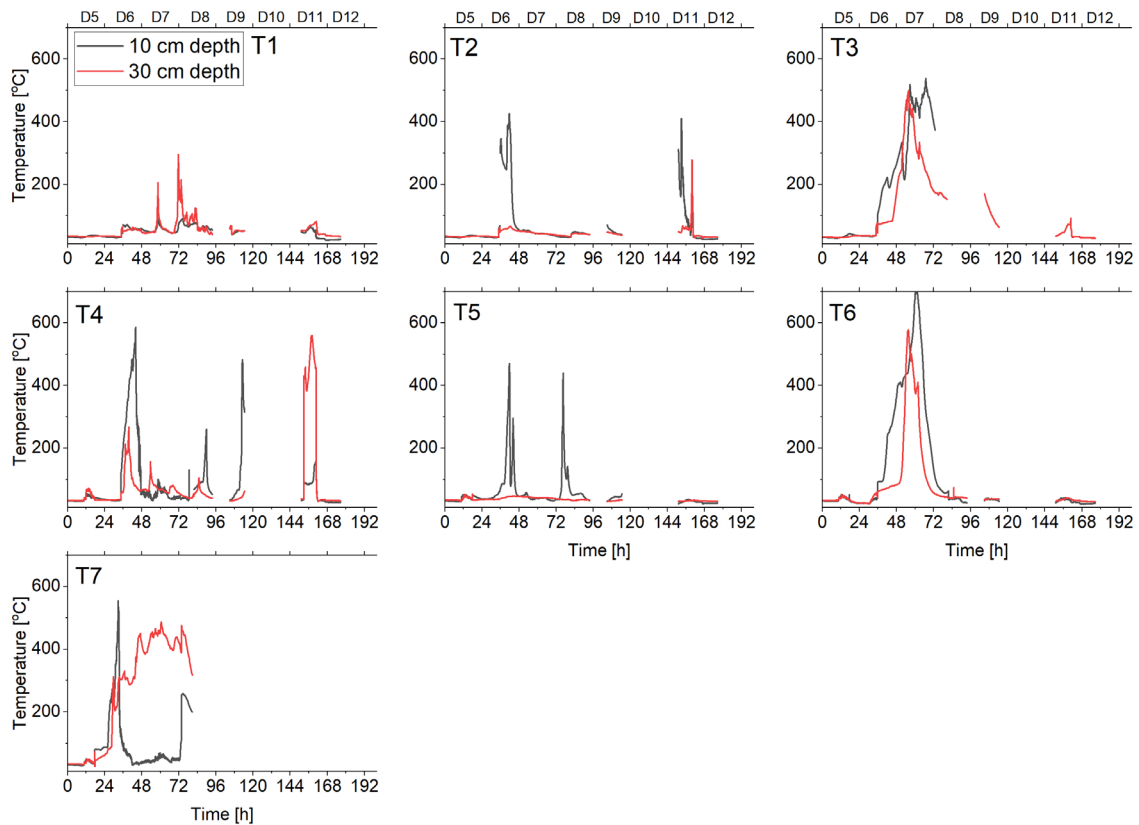 D5 D6 D7 D8 D9 D10 D11 D12
D5 D6 D7 D8 D9 D10 D11 D12
D5 D6 D7 D8 D9 D10 D11 D12
10 cm depth
30 cm depth
T1
T2
T3
Temperature [°C]
600
400
200
600
400
200
600
400
200
0 24 48 72 96 120 144 168 192
0 24 48 72 96 120 144 168 192
0 24 48 72 96 120 144 168 192
T4
T5
T6
Temperature [°C]
600
400
200
600
400
200
600
400
200
0 24 48 72 96 120 144 168 192
0 24 48 72 96 120 144 168 192
0 24 48 72 96 120 144 168 192
Time [h]
Time [h]
T7
Temperature [°C]
600
400
200
0 24 48 72 96 120 144 168 192
Time [h]